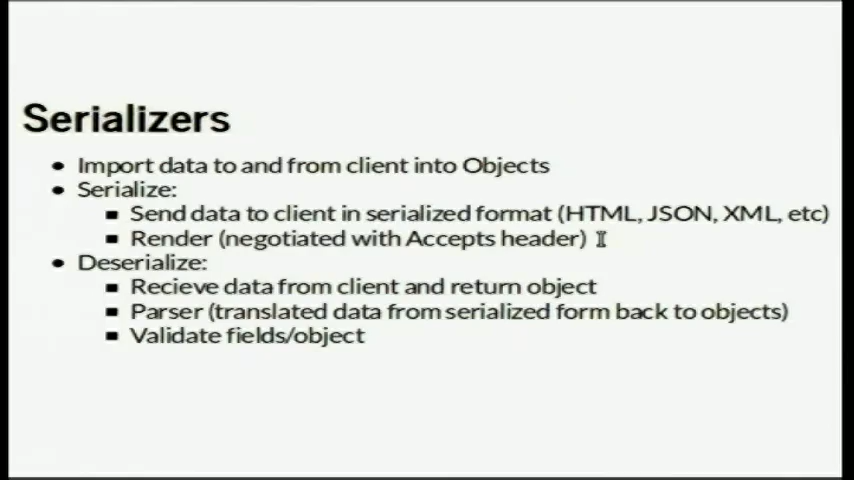 Serializers
Import data to and from client into Objects
Serialize:
Send data to client in serialized format (HTML, JSON, XML, etc)
Render (negotiated with Accepts header)
Deserialize:
Recieve data from client and return object
Parser (translated data from serialized form back to objects)
Validate fields/object